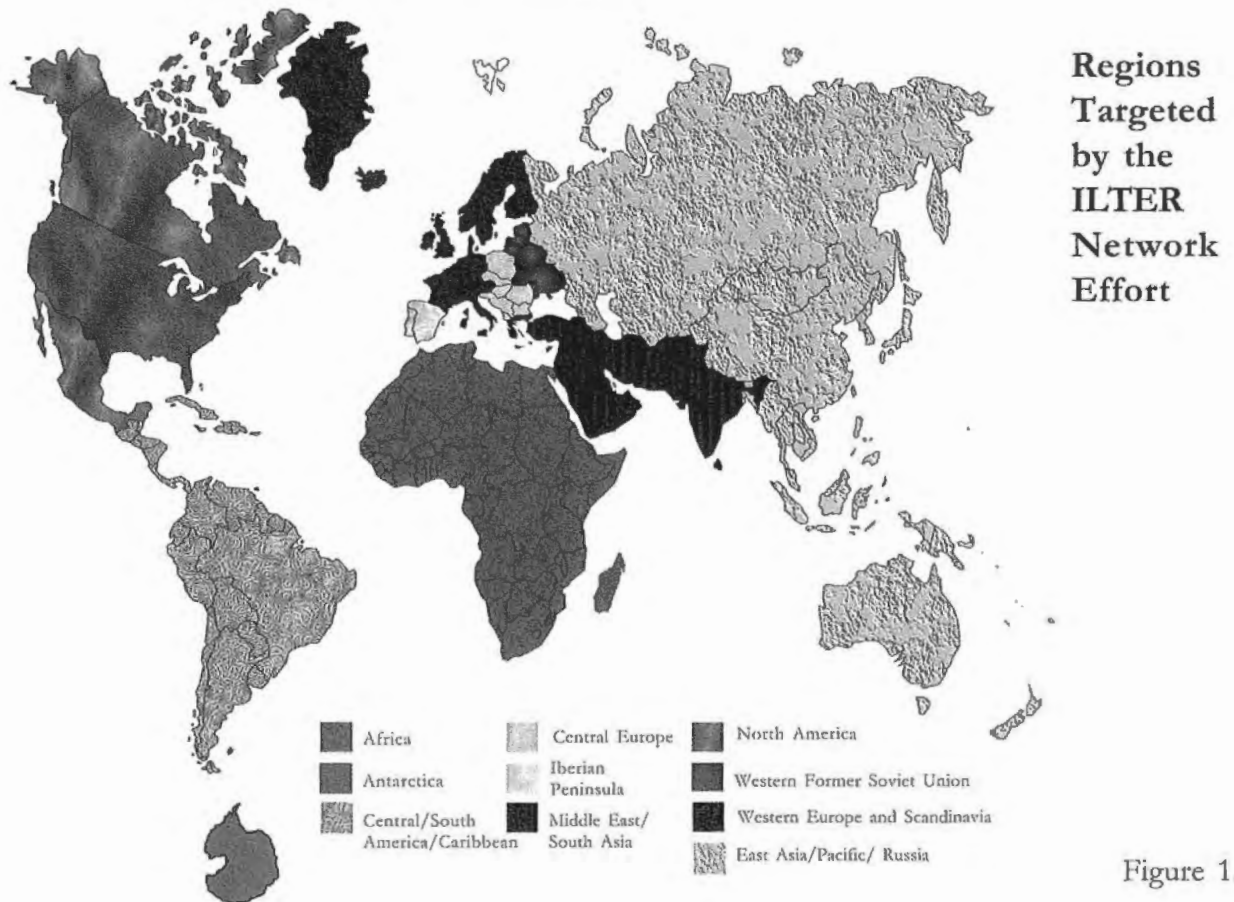 Regions
Targeted
by the
ILTER
Network
Effort
Africa
Antarctica
Central/South
America/Caribbean
Central Europe
Iberian
Peninsula
Middle East/
South Asia
North America
Western Former Soviet Union
Western Europe and Scandinavia
East Asia/Pacific/ Russia
Figure 1